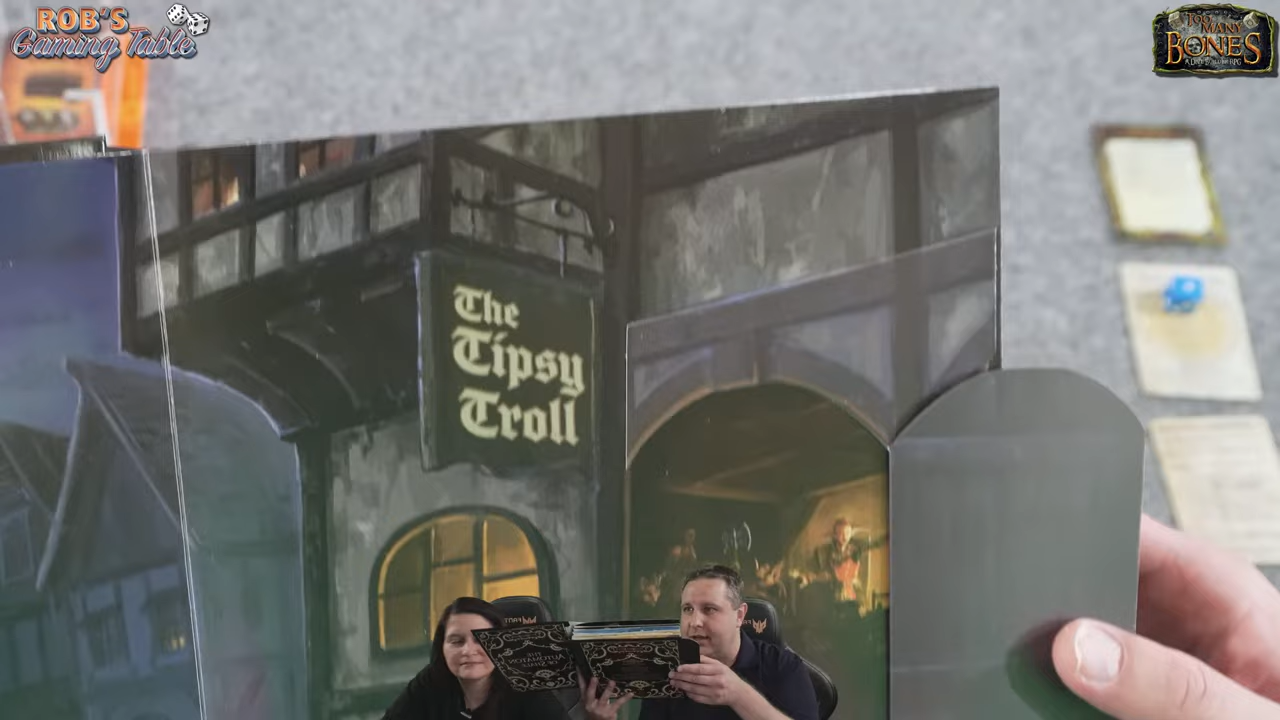 ROB'S
Gaming Table
TOO
MANY
BONES
The
Tipsy
Troll